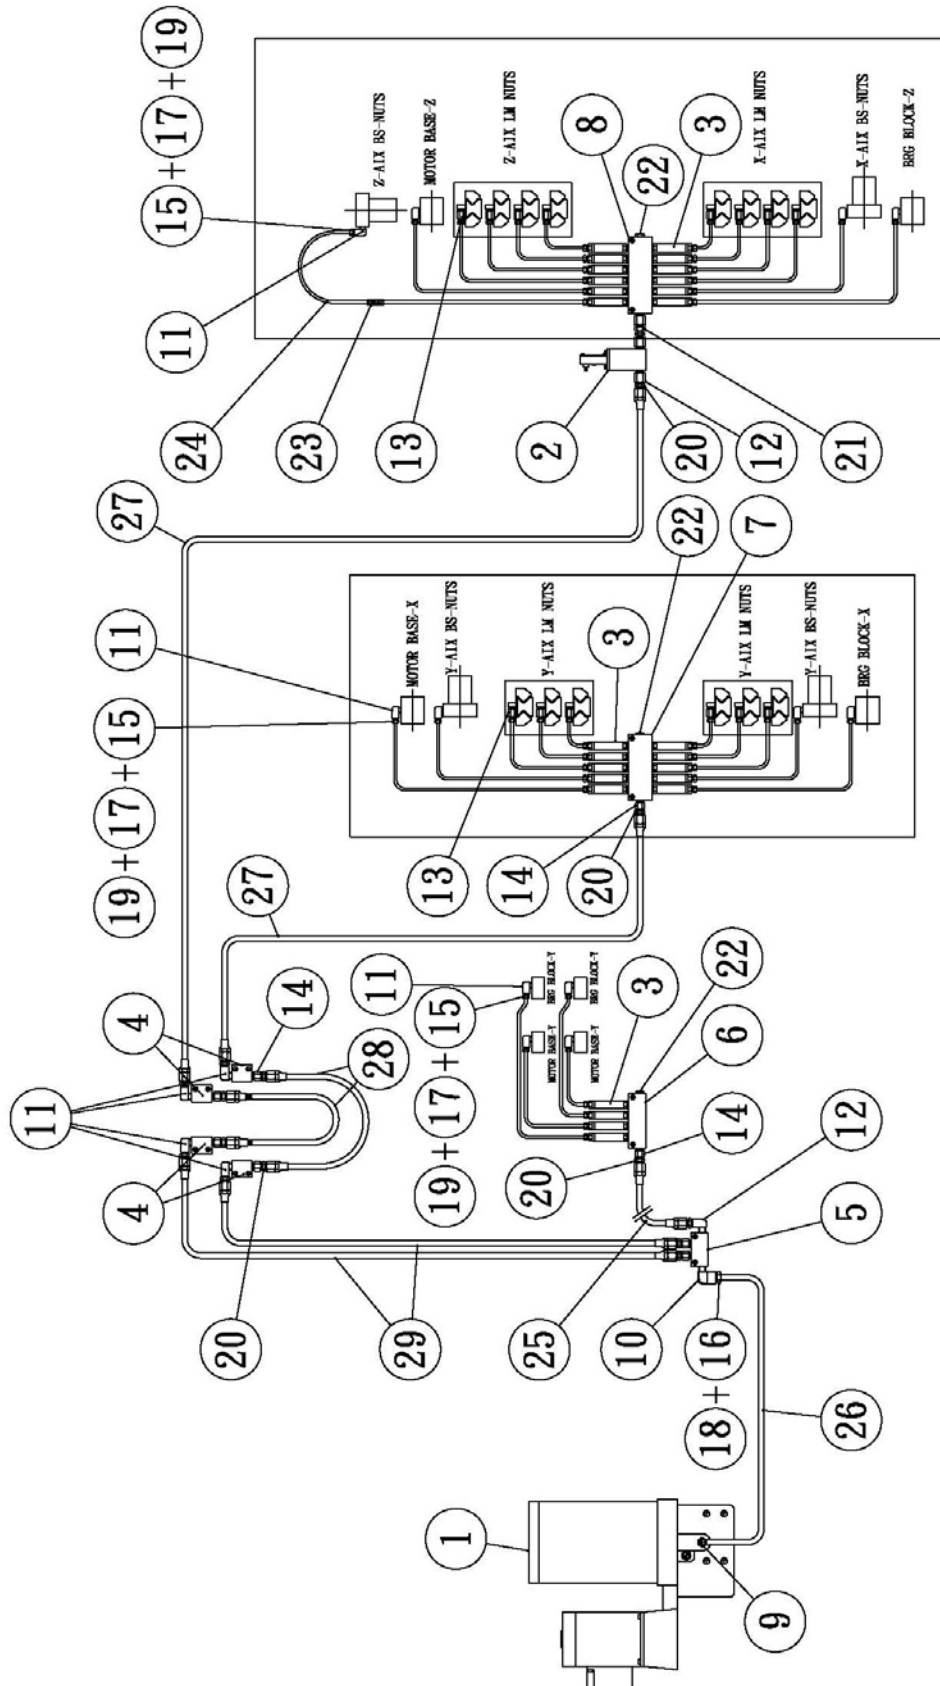 15 + 17 + 19
11
Z-AIX BS-NUTS
MOTOR BASE-Z
Z-AIX LM NUTS
8
22
3
X-AIX LM NUTS
X-AIX BS-NUTS
BRG BLOCK-Z
24
23
13
2
20
12
21
27
22
7
11
MOTOR BASE-X
Y-AIX BS-NUTS
Y-AIX LM NUTS
3
Y-AIX LM NUTS
Y-AIX BS-NUTS
BRG BLOCK-X
19 + 17 + 15
13
14
20
27
4
14
11
28
4
20
29
11
BRG BLOCK-Y
BRG BLOCK-Y
MOTOR BASE-Y
MOTOR BASE-Y
3
22
6
19 + 17 + 15
20
14
12
5
25
10
18 + 16
26
1
9